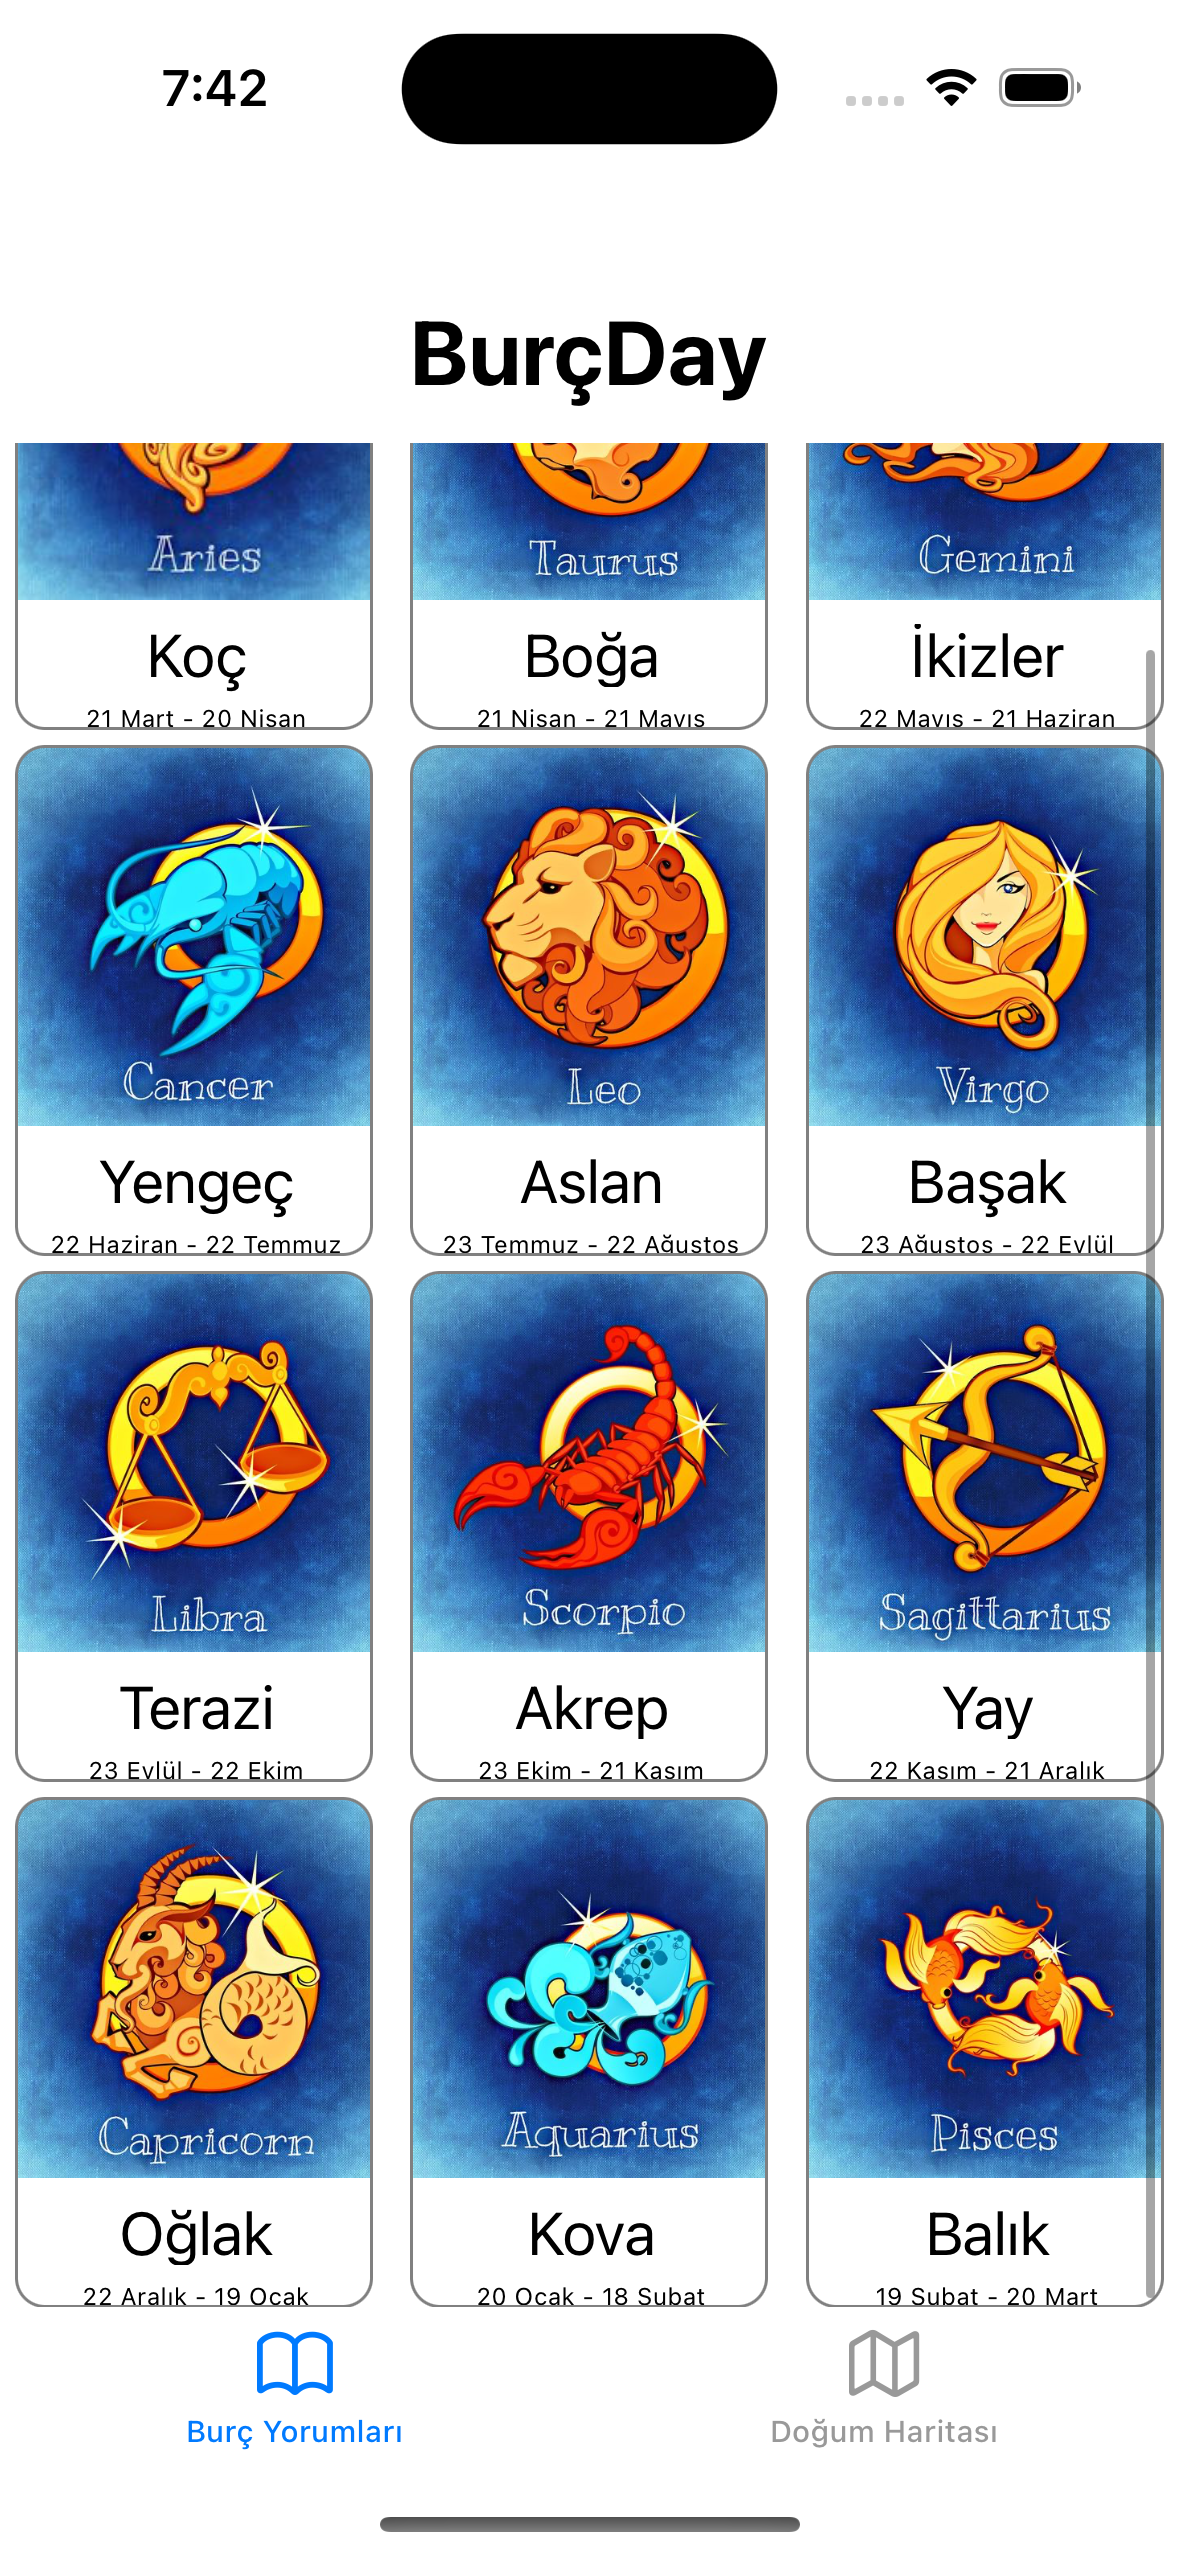 7:42
BurçDay
Aries
Taurus
Gemini
Koç
Boğa
İkizler
21 Mart - 20 Nisan
21 Nisan - 21 Mayıs
22 Mayıs - 21 Haziran
Cancer
Leo
Virgo
Yengeç
Aslan
Başak
22 Haziran - 22 Temmuz
23 Temmuz - 22 Ağustos
23 Ağustos - 22 Eylül
Libra
Scorpio
Sagittarius
Terazi
Akrep
Yay
23 Eylül - 22 Ekim
23 Ekim - 21 Kasım
22 Kasım - 21 Aralık
Capricorn
Aquarius
Pisces
Oğlak
Kova
Balık
22 Aralık - 19 Ocak
20 Ocak - 18 Şubat
19 Şubat - 20 Mart
Burç Yorumları
Doğum Haritası